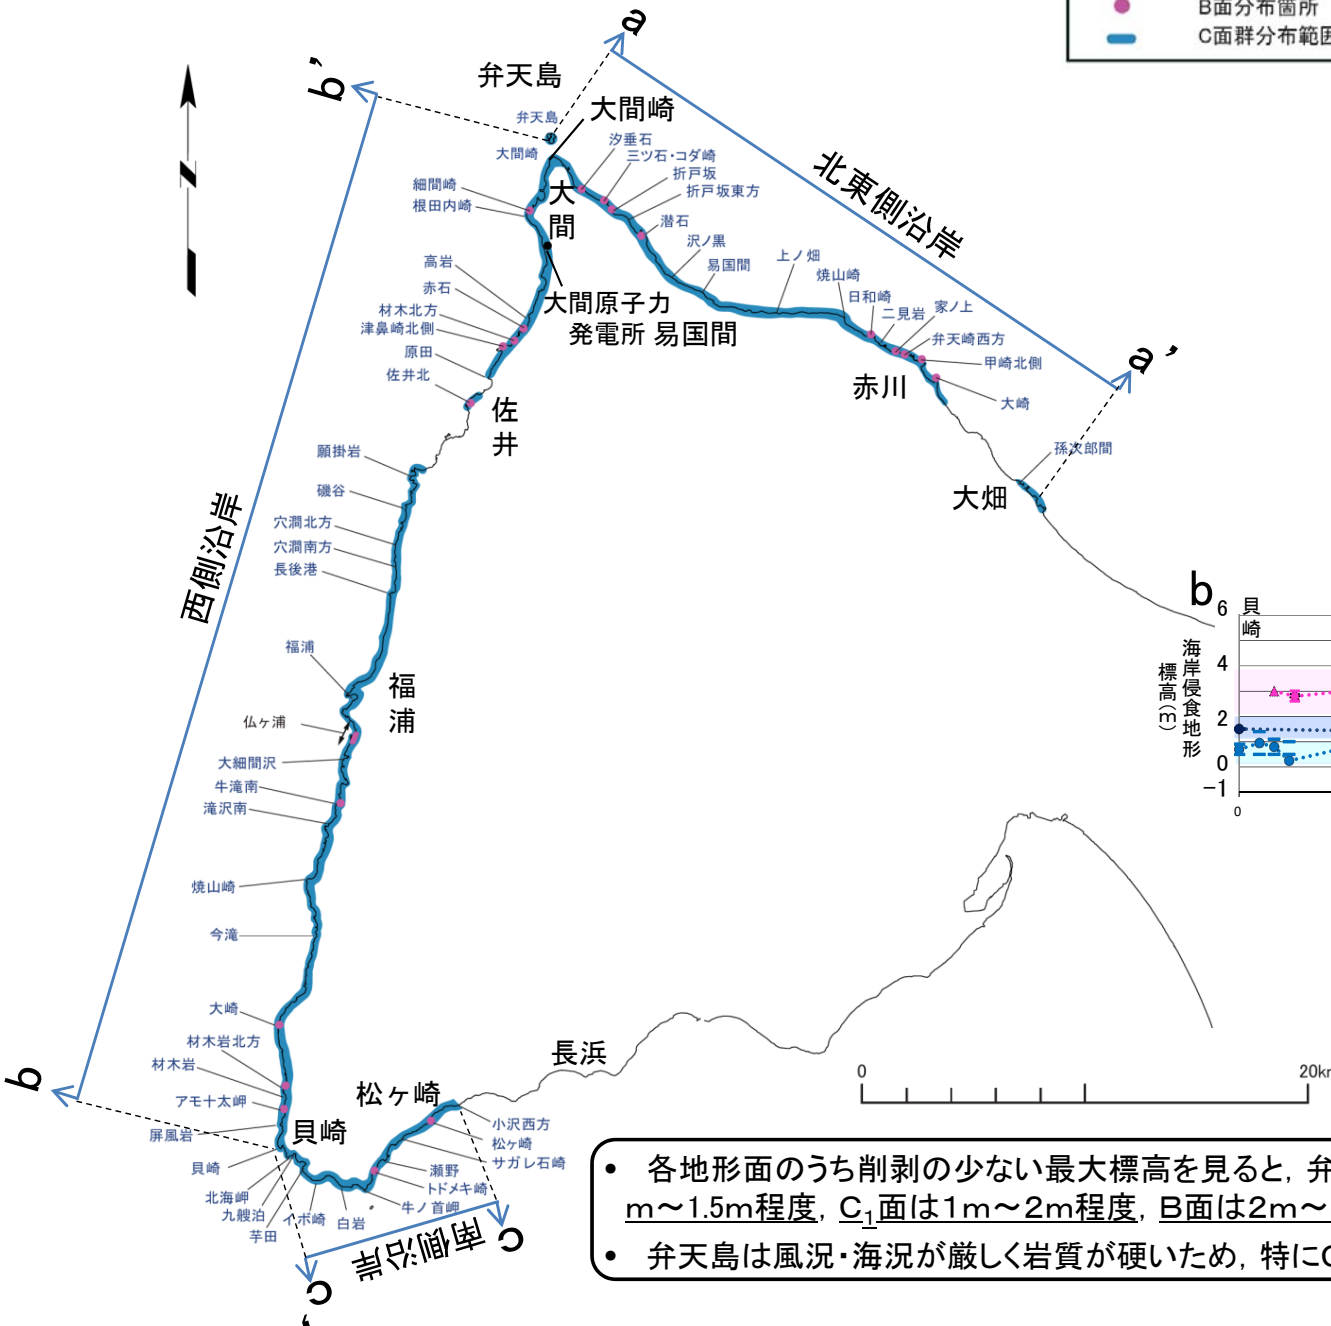 B面分布箇所
C面群分布範囲
a
b'
弁天島
大間崎
弁天島
大間崎
汐垂石
三ツ石・コダ崎
折戸坂
折戸坂東方
潜石
沢ノ黒
易国間
上ノ畑
焼山崎
日和崎
二見岩
家ノ上
弁天崎西方
甲崎北側
大崎
孫次郎間
北東側沿岸
a'
細間崎
根田内崎
大間
高岩
赤石
材木北方
津鼻崎北側
原田
佐井北
大間原子力
発電所
易国間
赤川
佐井
大畑
願掛岩
磯谷
穴澗北方
穴澗南方
長後港
西側沿岸
福浦
福浦
仏ヶ浦
大細間沢
牛滝南
滝沢南
焼山崎
今滝
大崎
材木岩北方
材木岩
アモ十太岬
屏風岩
貝崎
b
貝崎
北海岬
九艘泊
芋田
イボ崎
白岩
牛ノ首岬
トドメキ崎
瀬野
サガレ石崎
松ヶ崎
小沢西方
松ヶ崎
長浜
c
南側沿岸
c'
b
貝崎
海岸侵食地形
標高(m)
6
4
2
0
-1
0
0
20km
N
• 各地形面のうち削剥の少ない最大標高を見ると, 弁
m～1.5m程度, C1面は1m～2m程度, B面は2m～
• 弁天島は風況・海況が厳しく岩質が硬いため, 特に